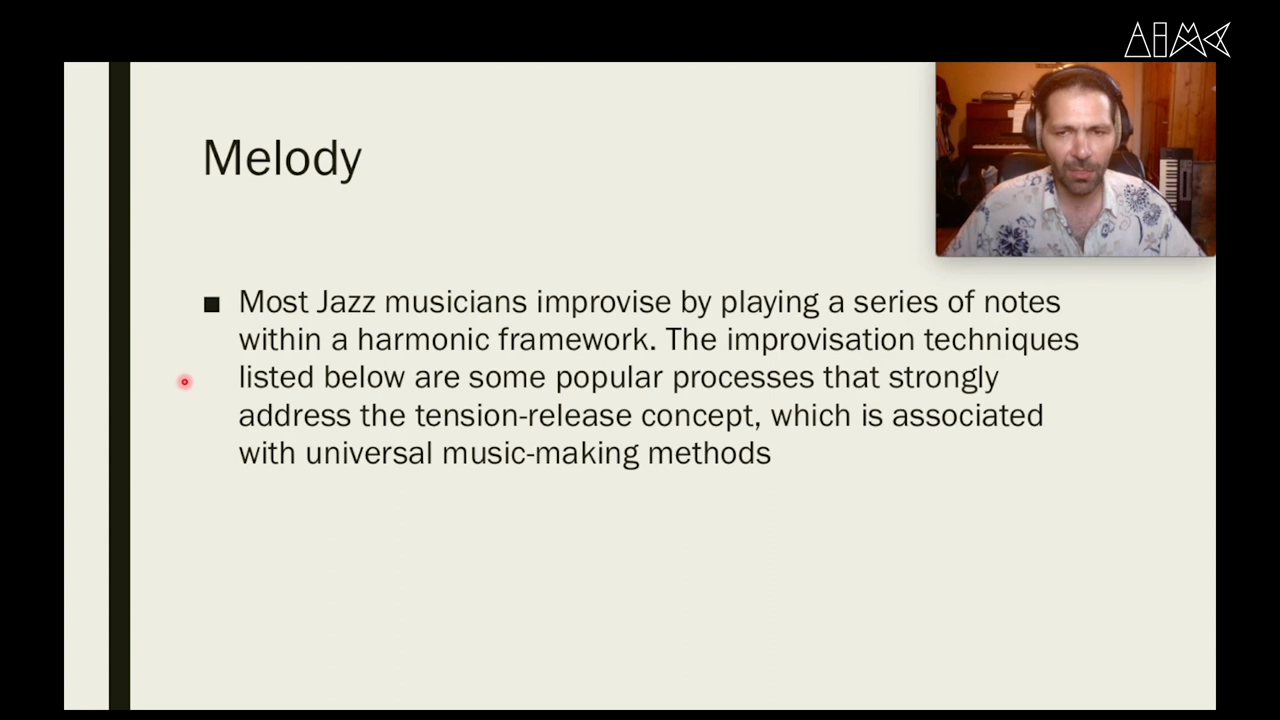 AIMC
Melody
■ Most Jazz musicians improvise by playing a series of notes
within a harmonic framework. The improvisation techniques
listed below are some popular processes that strongly
address the tension-release concept, which is associated
with universal music-making methods